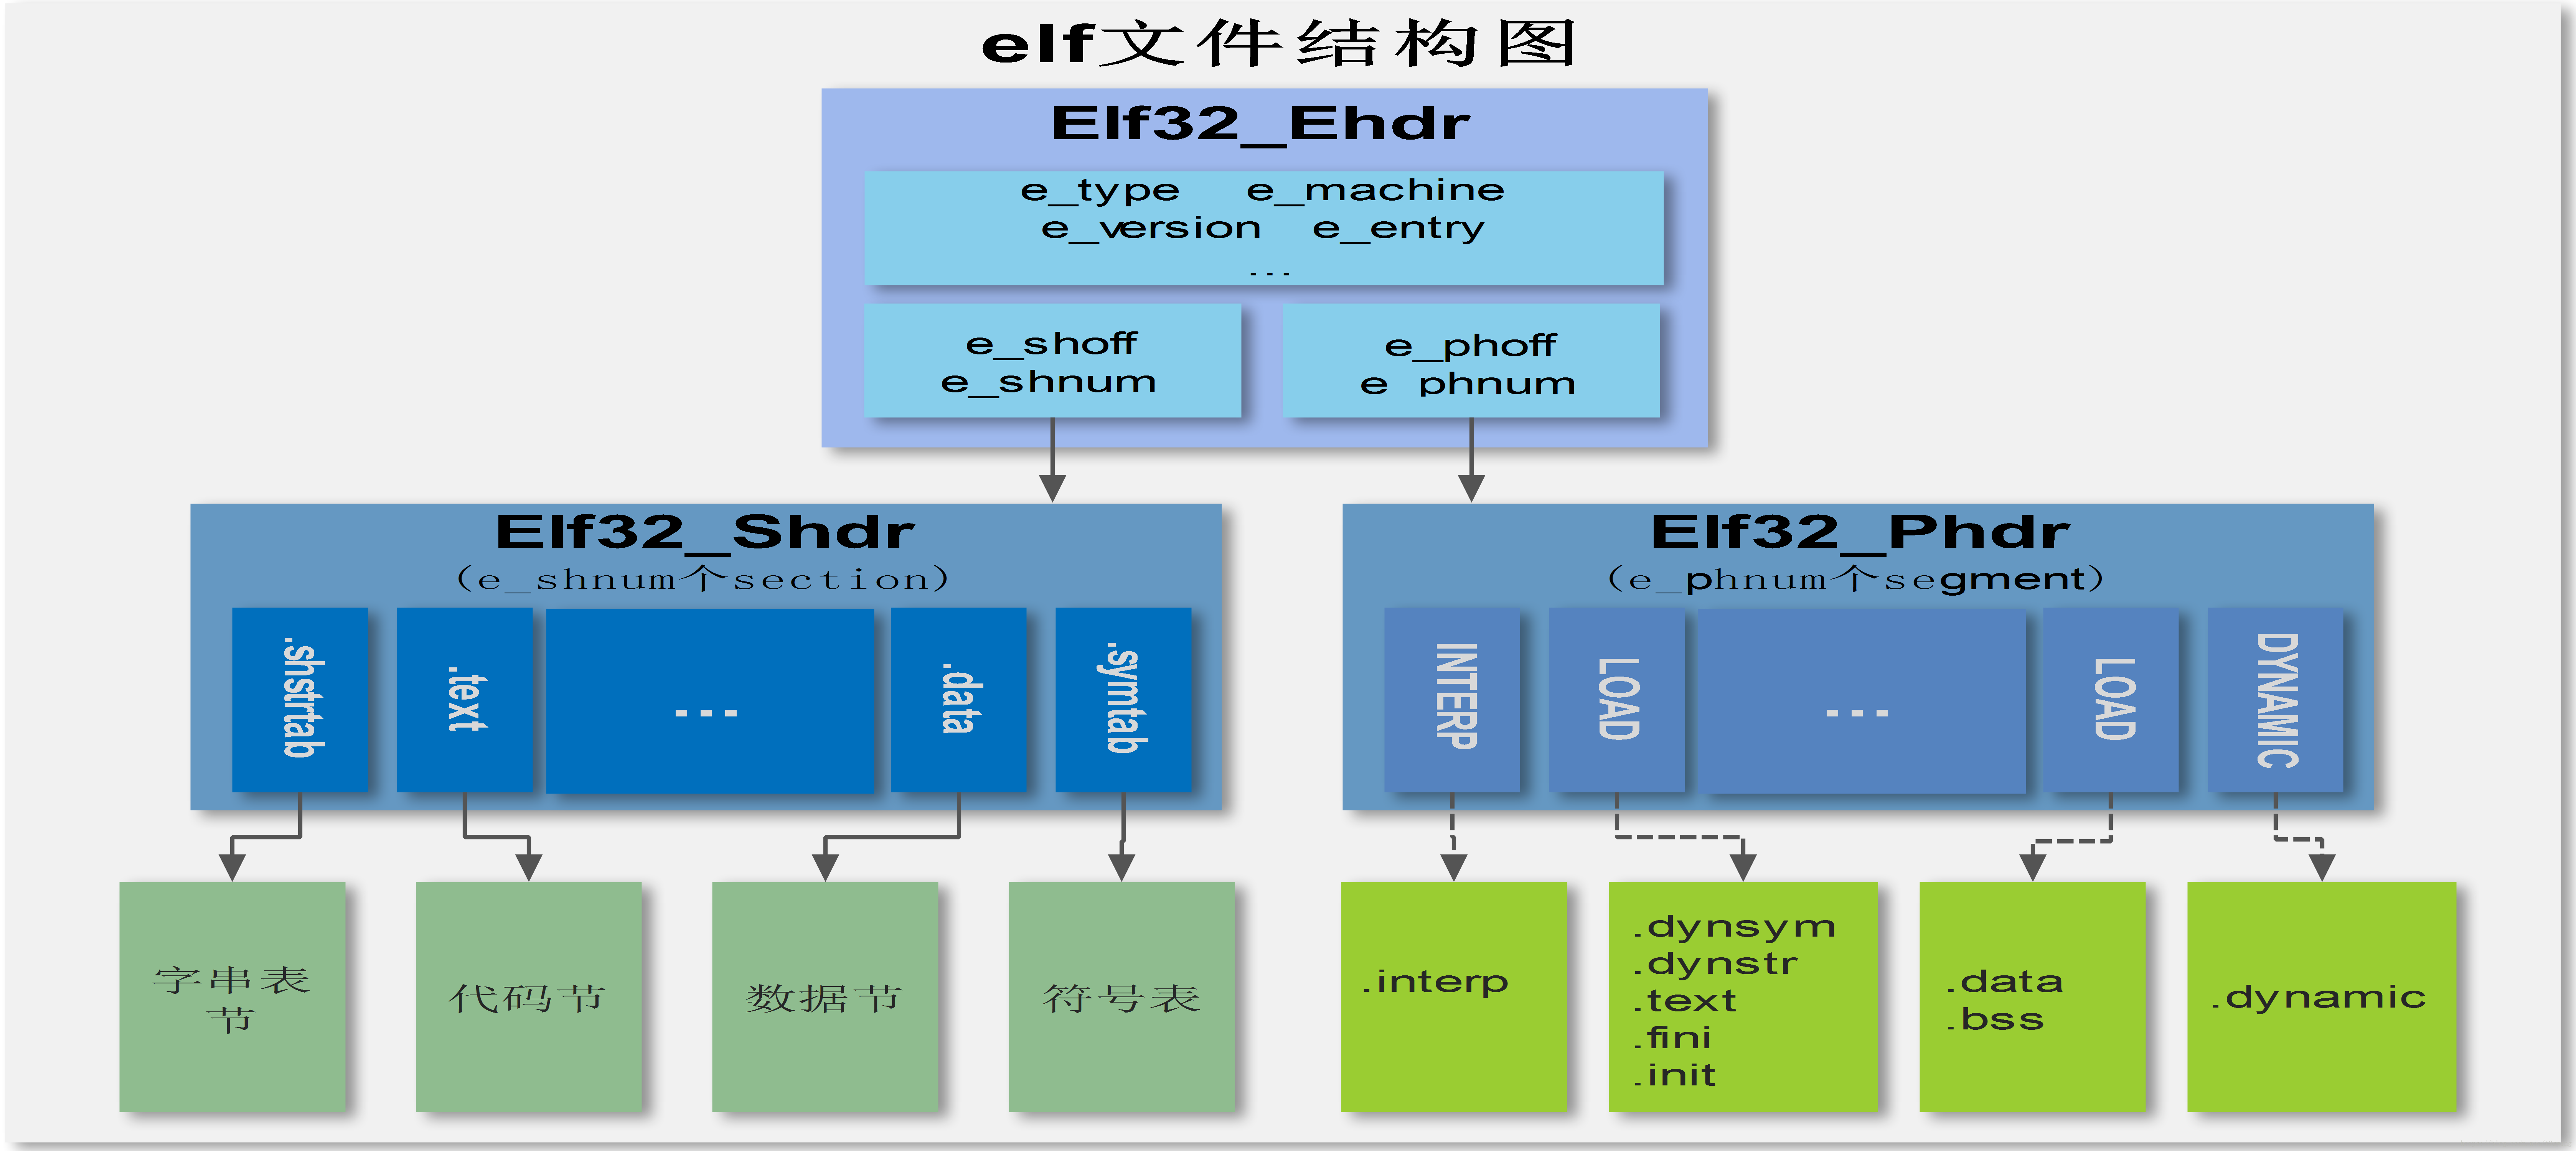 elf文件结构图
Elf32_Ehdr
e_type e_machine
e_version e_entry
...
e_shoff
e_shnum
e_phoff
e phnum
Elf32_Shdr
(e_shnum个section)
.shstrtab
.text
...
.data
.symtab
Elf32_Phdr
(e_phnum个segment)
INTERP
LOAD
...
LOAD
DYNAMIC
字串表
节
代码节
数据节
符号表
.interp
.dynsym
.dynstr
.text
.fini
.init
.data
.bss
.dynamic